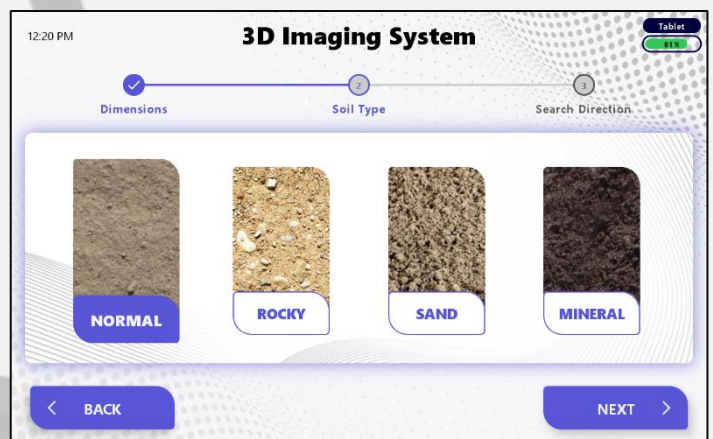 12:20 PM
3D Imaging System
Tablet
81%
2
3
Dimensions
Soil Type
Search Direction
NORMAL
ROCKY
SAND
MINERAL
BACK
NEXT